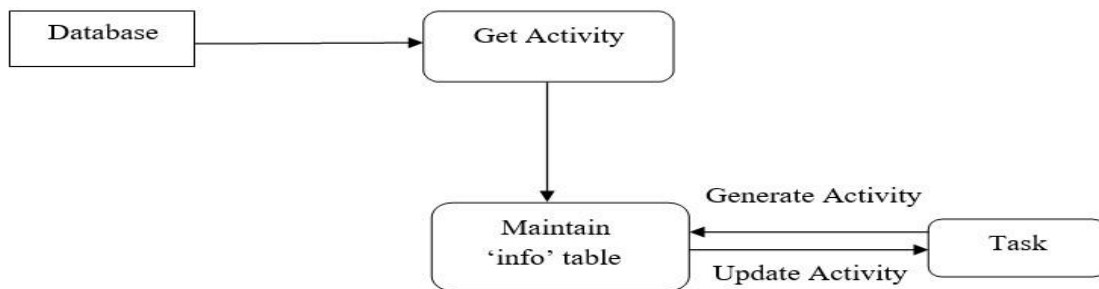 Database
Get Activity
Generate Activity
Maintain
‘info’ table
Task
Update Activity